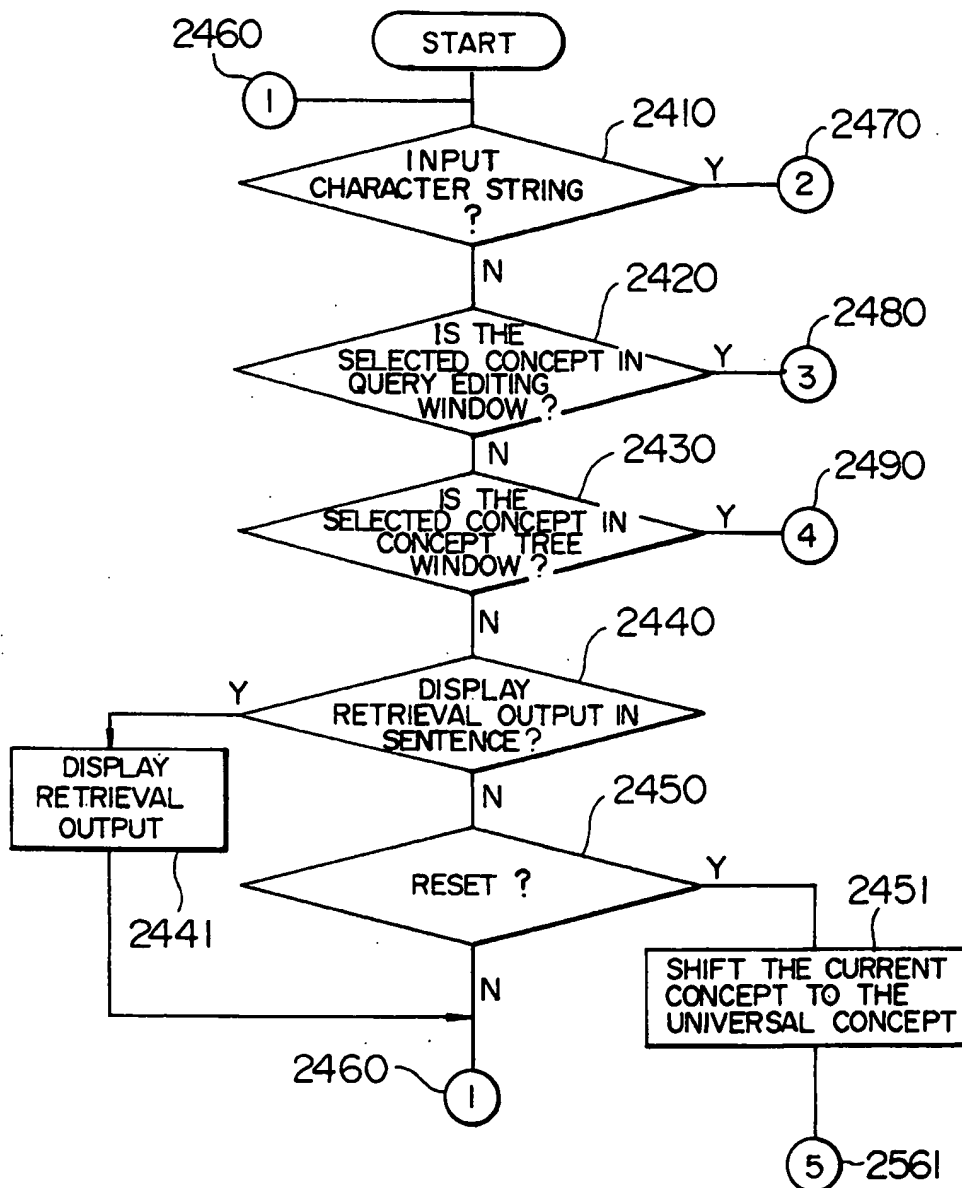 START
2460
1
2410
INPUT
CHARACTER STRING
?
Y
2470
2
N
2420
IS THE
SELECTED CONCEPT IN
QUERY EDITING
WINDOW ?
Y
2480
3
N
2430
IS THE
SELECTED CONCEPT IN
CONCEPT TREE
WINDOW ?
Y
2490
4
N
2440
DISPLAY
RETRIEVAL OUTPUT IN
SENTENCE ?
Y
DISPLAY
RETRIEVAL
OUTPUT
2441
N
2450
RESET ?
Y
2451
SHIFT THE CURRENT
CONCEPT TO THE
UNIVERSAL CONCEPT
N
2460
1
5
2561